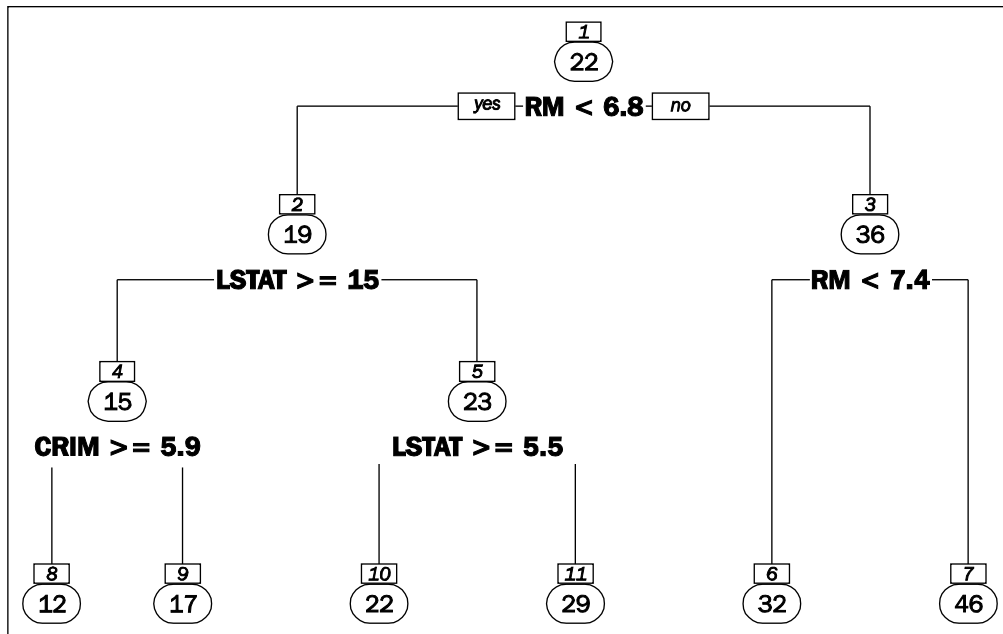 1
22
yes RM < 6.8 no
2 3
19 36
LSTAT >= 15 RM < 7.4
4 5
15 23
CRIM >= 5.9 LSTAT >= 5.5
8 9 10 11 6 7
12 17 22 29 32 46